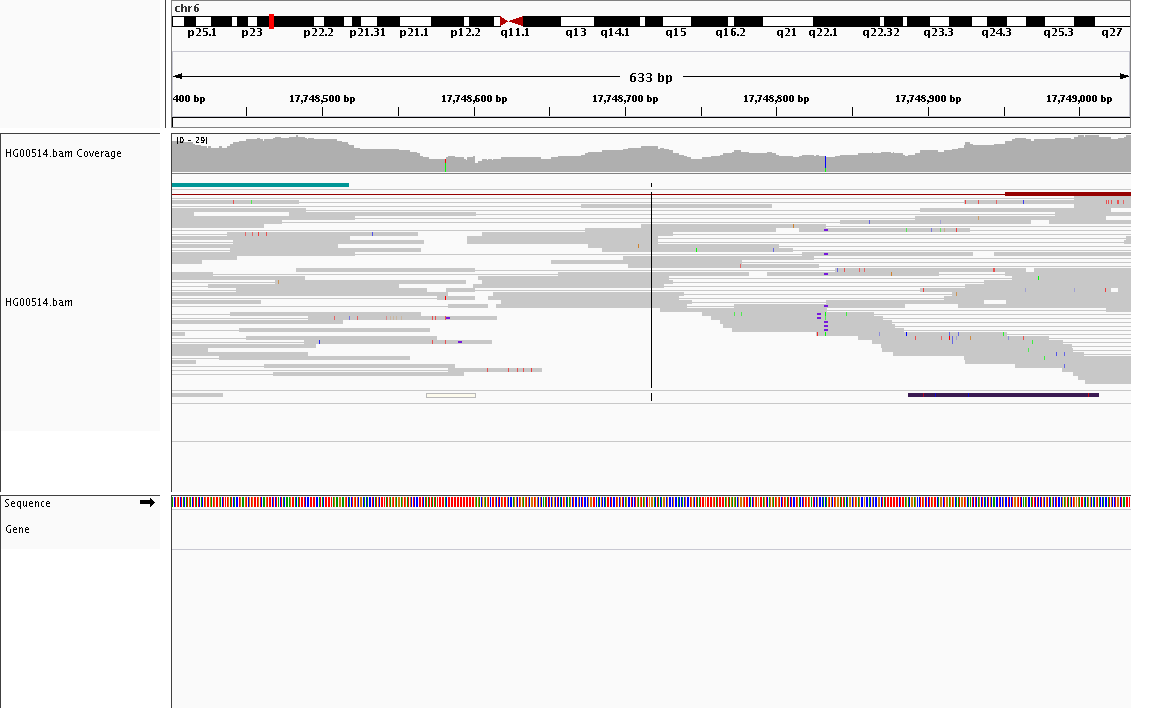 chr6
p25.1 p23 p22.2 p21.31 p21.1 p12.2 q11.1 q13 q14.1 q15 q16.2 q21 q22.1 q22.32 q23.3 q24.3 q25.3 q27
633 bp
400 bp 17,748,500 bp 17,748,600 bp 17,748,700 bp 17,748,800 bp 17,748,900 bp 17,749,000 bp
[0 - 29]
HG00514.bam Coverage
HG00514.bam
Sequence
Gene